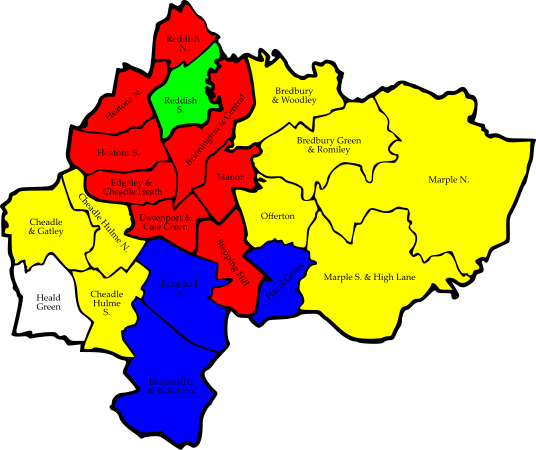 Reddish
N.
Heatons N.
Reddish
S.
Brinnington & Central
Bredbury
& Woodley
Heatons S.
Bredbury Green
& Romiley
Edgeley &
Cheadle Heath
Manor
Marple N.
Cheadle
& Gatley
Cheadle Hulme N.
Davenport &
Cale Green
Offerton
Stepping Hill
Heald
Green
Cheadle
Hulme
S.
Bramhall
N.
Hazel Grove
Marple S. & High Lane
Bramhall S.
& Woodford